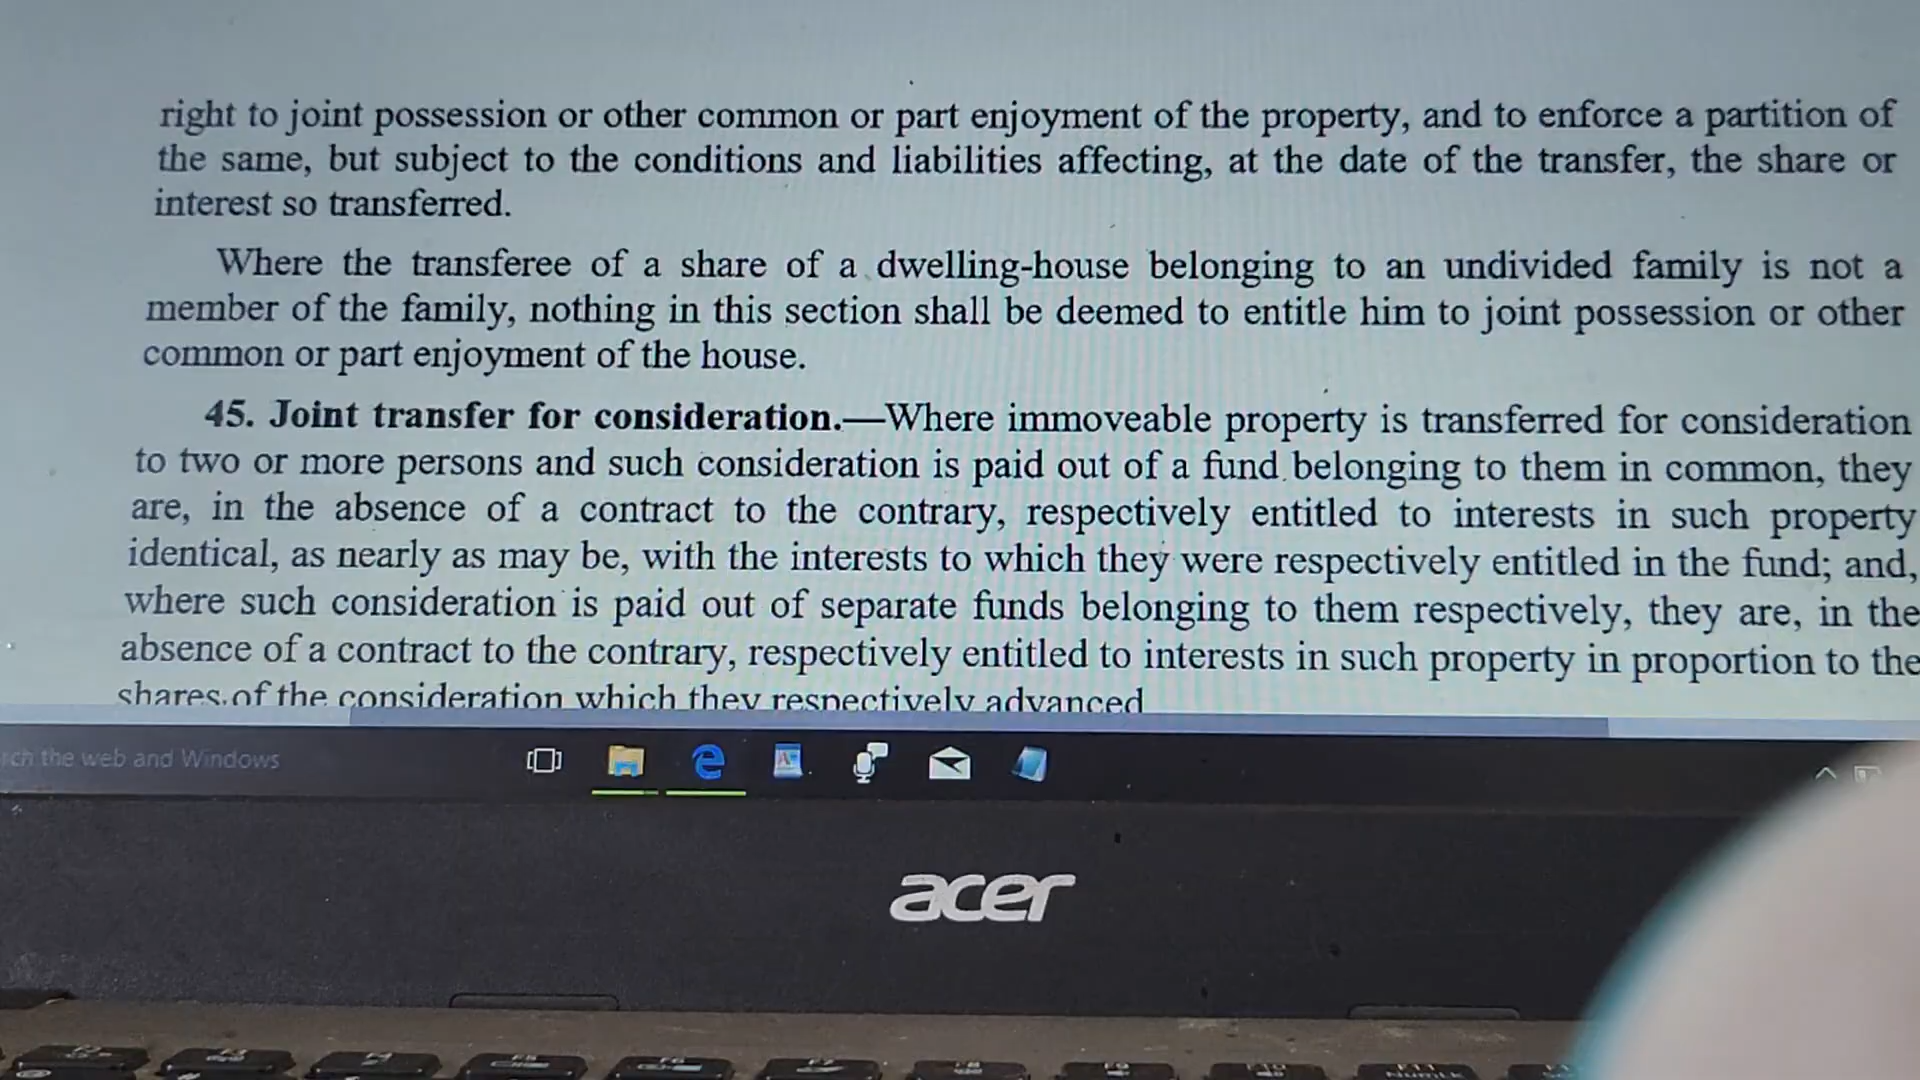 right to joint possession or other common or part enjoyment of the property, and to enforce a partition of
the same, but subject to the conditions and liabilities affecting, at the date of the transfer, the share or
interest so transferred.
Where the transferee of a share of a dwelling-house belonging to an undivided family is not a
member of the family, nothing in this section shall be deemed to entitle him to joint possession or other
common or part enjoyment of the house.
45. Joint transfer for consideration.—Where immoveable property is transferred for consideration
to two or more persons and such consideration is paid out of a fund belonging to them in common, they
are, in the absence of a contract to the contrary, respectively entitled to interests in such property
identical, as nearly as may be, with the interests to which they were respectively entitled in the fund; and,
where such consideration is paid out of separate funds belonging to them respectively, they are, in the
absence of a contract to the contrary, respectively entitled to interests in such property in proportion to the
shares of the consideration which they respectively advanced
rch the web and Windows
acer